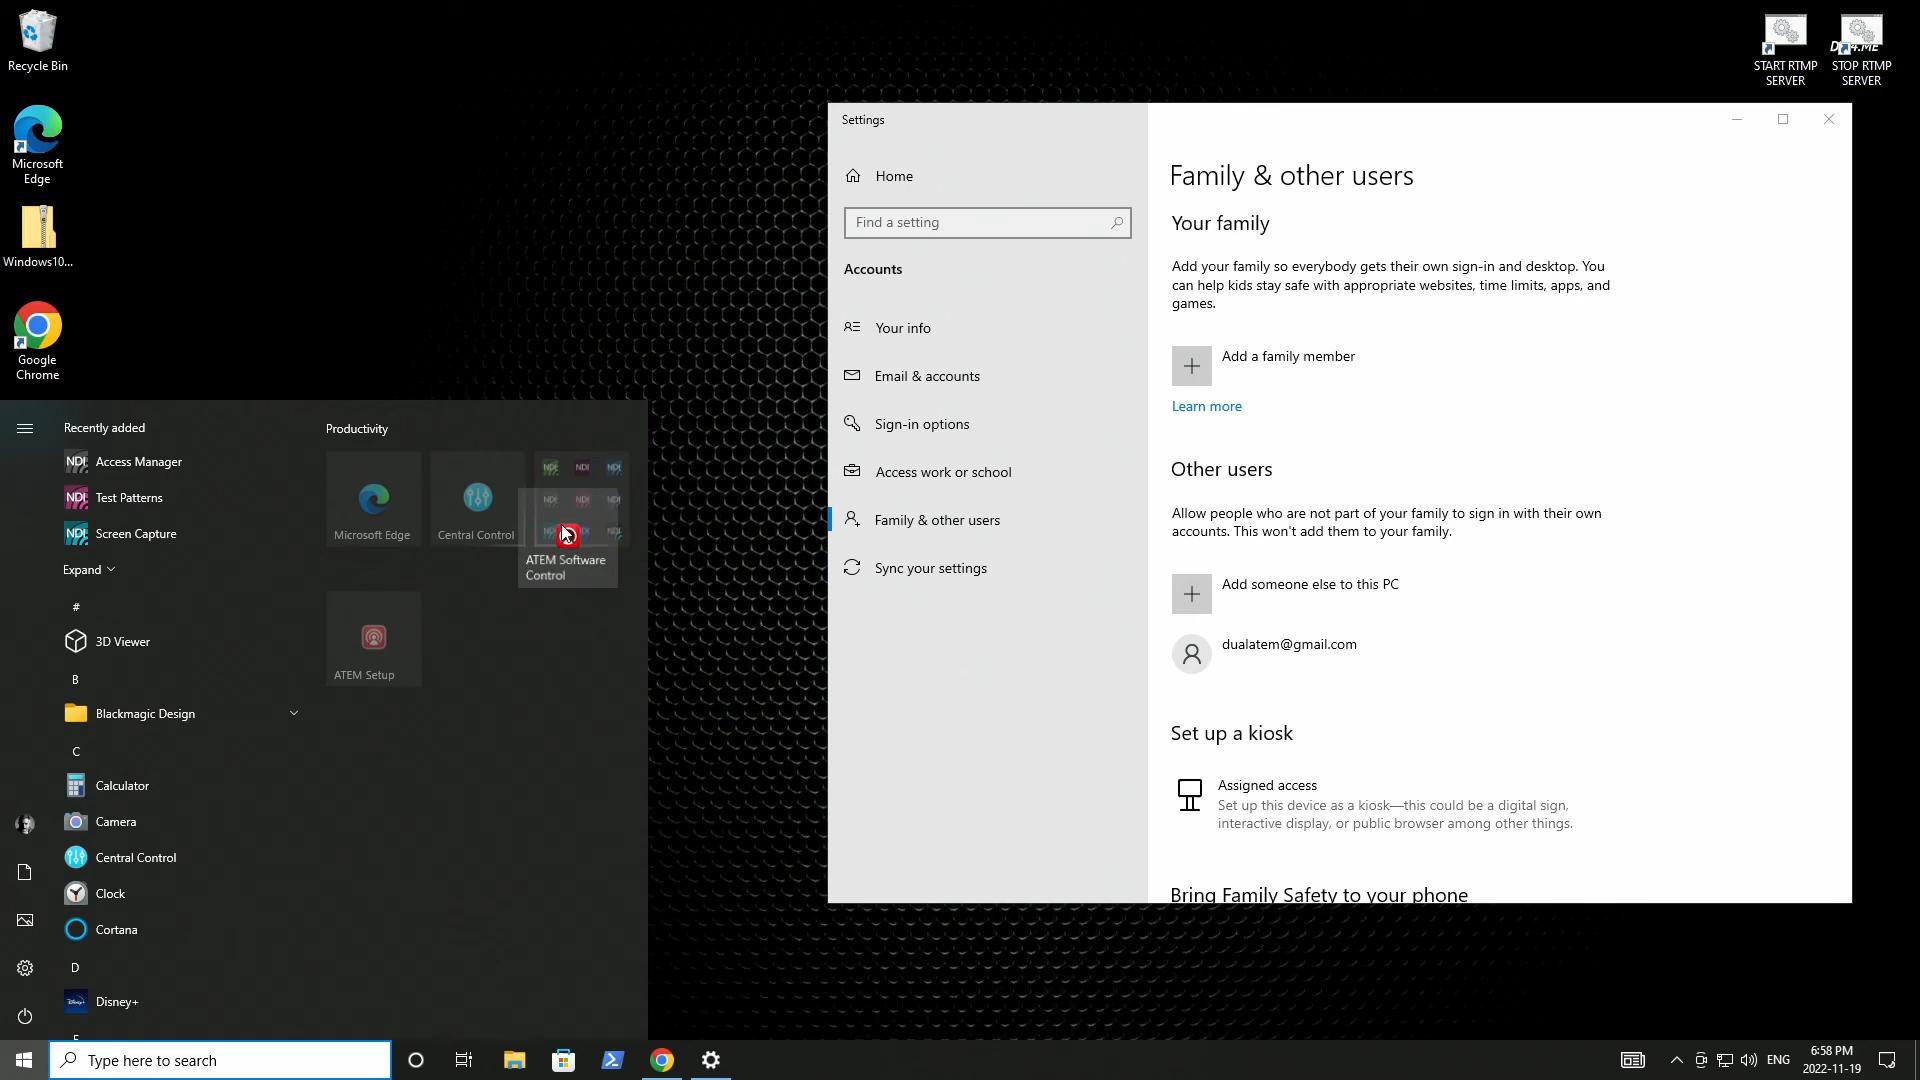 Recycle Bin
Microsoft
Edge
Windows10...
Google
Chrome
START RTMP
SERVER
STOP RTMP
SERVER
Recently added
NDI Access Manager
NDI Test Patterns
NDI Screen Capture
Expand
#
3D Viewer
B
Blackmagic Design
C
Calculator
Camera
Central Control
Clock
Cortana
D
Disney+
Productivity
Microsoft Edge
Central Control
NDI NDI NDI
NDI NDI NDI
ATEM Software
Control
ATEM Setup
Settings
Home
Find a setting
Accounts
Your info
Email & accounts
Sign-in options
Access work or school
Family & other users
Sync your settings
Family & other users
Your family
Add your family so everybody gets their own sign-in and desktop. You
can help kids stay safe with appropriate websites, time limits, apps, and
games.
Add a family member
Learn more
Other users
Allow people who are not part of your family to sign in with their own
accounts. This won't add them to your family.
Add someone else to this PC
dualatem@gmail.com
Set up a kiosk
Assigned access
Set up this device as a kiosk—this could be a digital sign,
interactive display, or public browser among other things.
Bring Family Safety to your phone
Type here to search
ENG
6:58 PM
2022-11-19